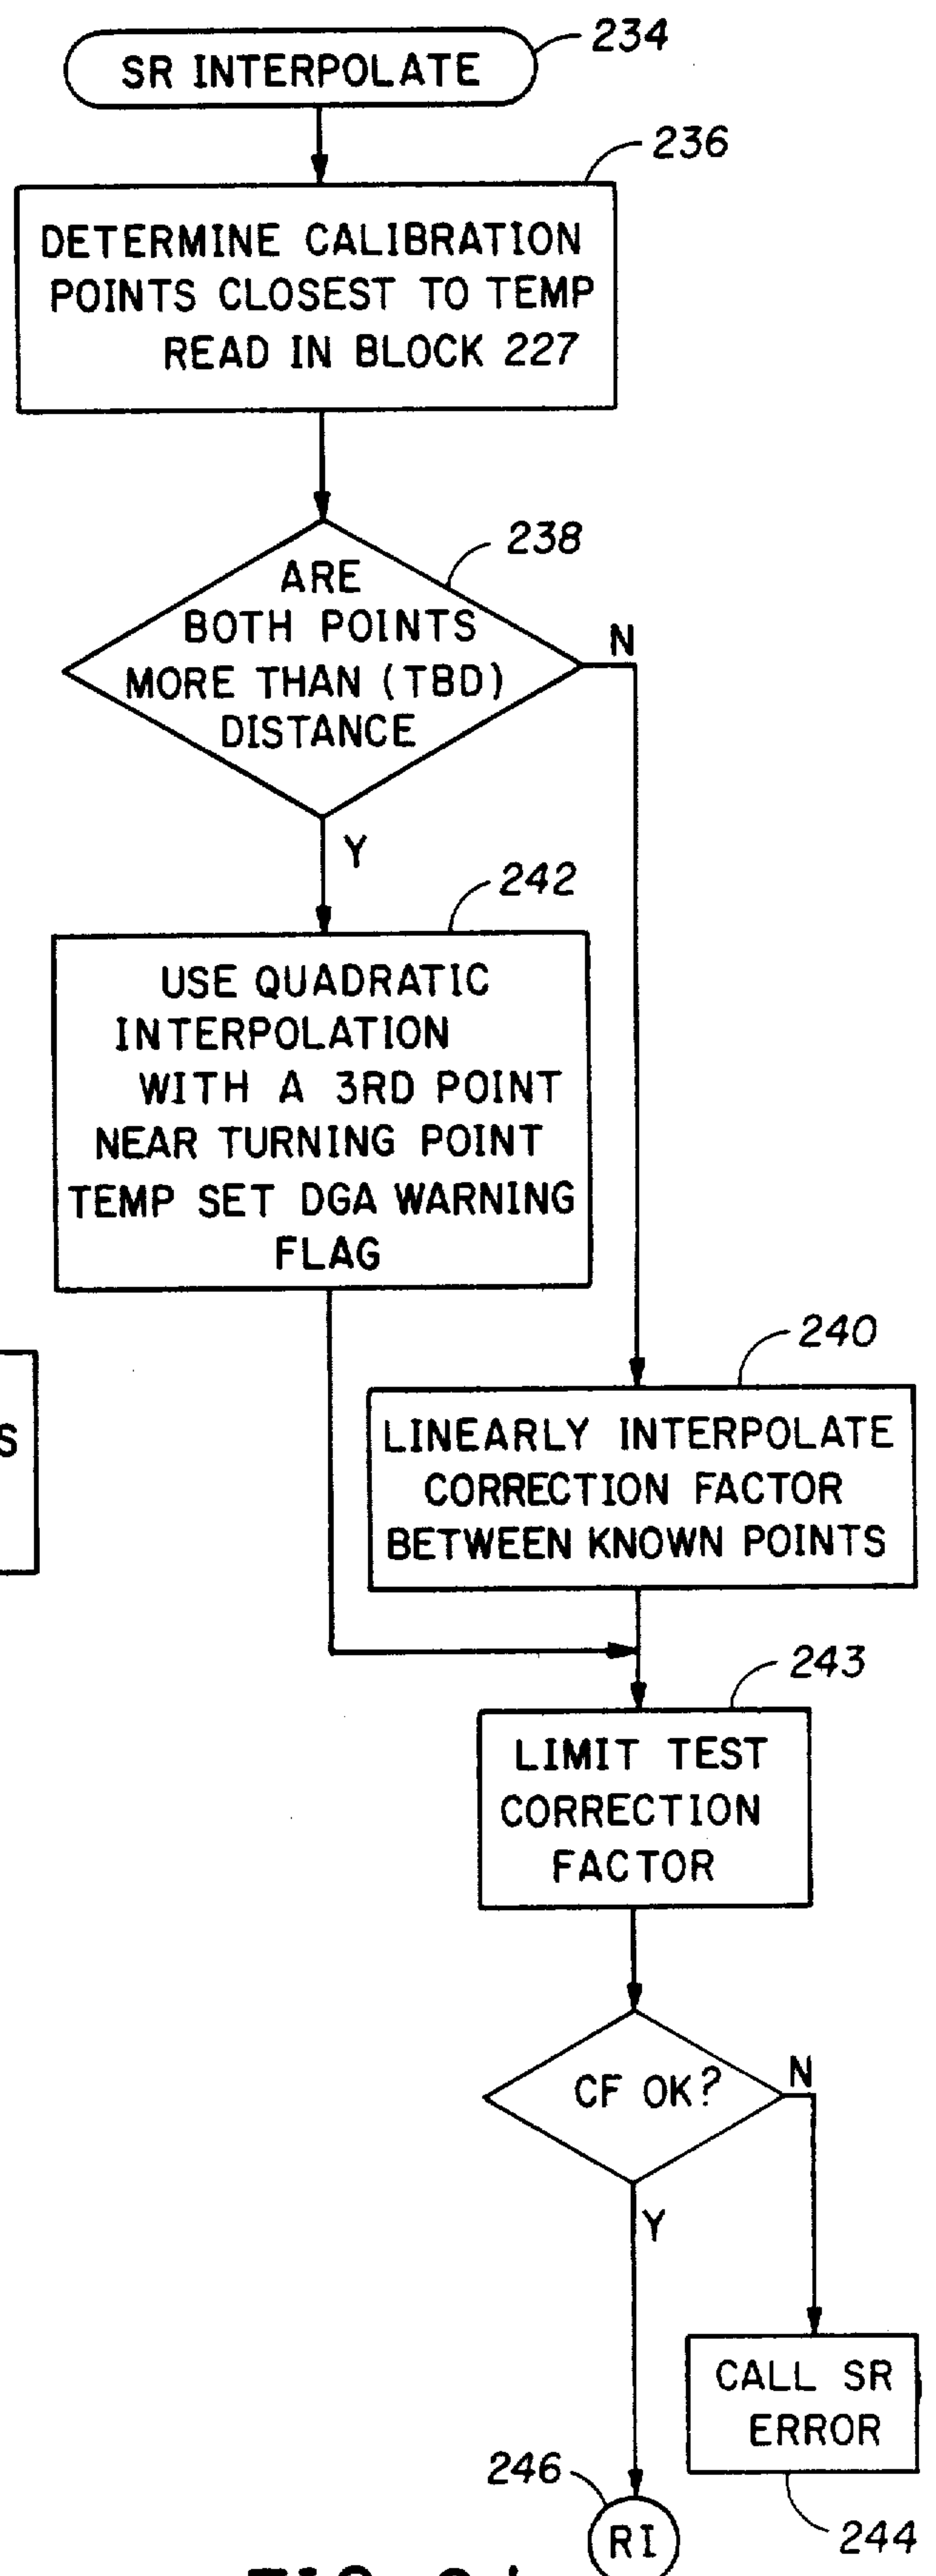 SR INTERPOLATE
234
236
DETERMINE CALIBRATION
POINTS CLOSEST TO TEMP
READ IN BLOCK 227
238
ARE
BOTH POINTS
MORE THAN (TBD)
DISTANCE
N
Y
242
USE QUADRATIC
INTERPOLATION
WITH A 3RD POINT
NEAR TURNING POINT
TEMP SET DGA WARNING
FLAG
240
S
LINEARLY INTERPOLATE
CORRECTION FACTOR
BETWEEN KNOWN POINTS
243
LIMIT TEST
CORRECTION
FACTOR
CF OK?
N
Y
CALL SR
ERROR
246
RI
244